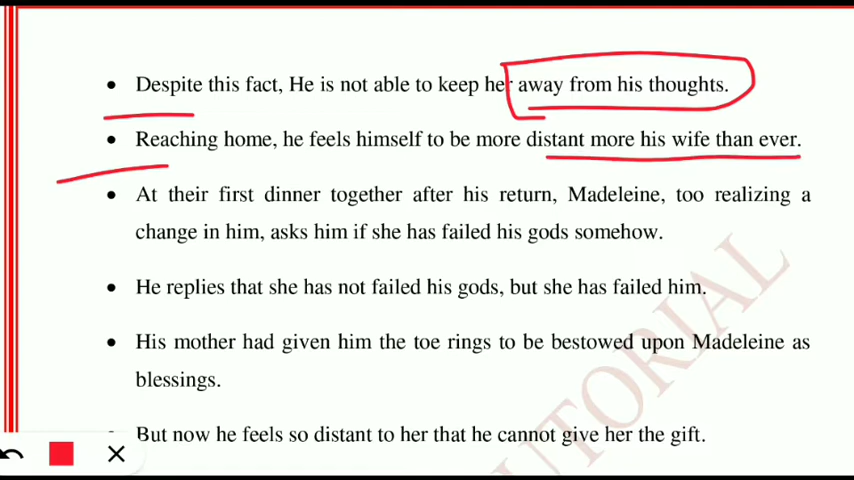 • Despite this fact, He is not able to keep her away from his thoughts.
• Reaching home, he feels himself to be more distant more his wife than ever.
• At their first dinner together after his return, Madeleine, too realizing a
change in him, asks him if she has failed his gods somehow.
• He replies that she has not failed his gods, but she has failed him.
• His mother had given him the toe rings to be bestowed upon Madeleine as
blessings.
• But now he feels so distant to her that he cannot give her the gift.
TUTORIAL